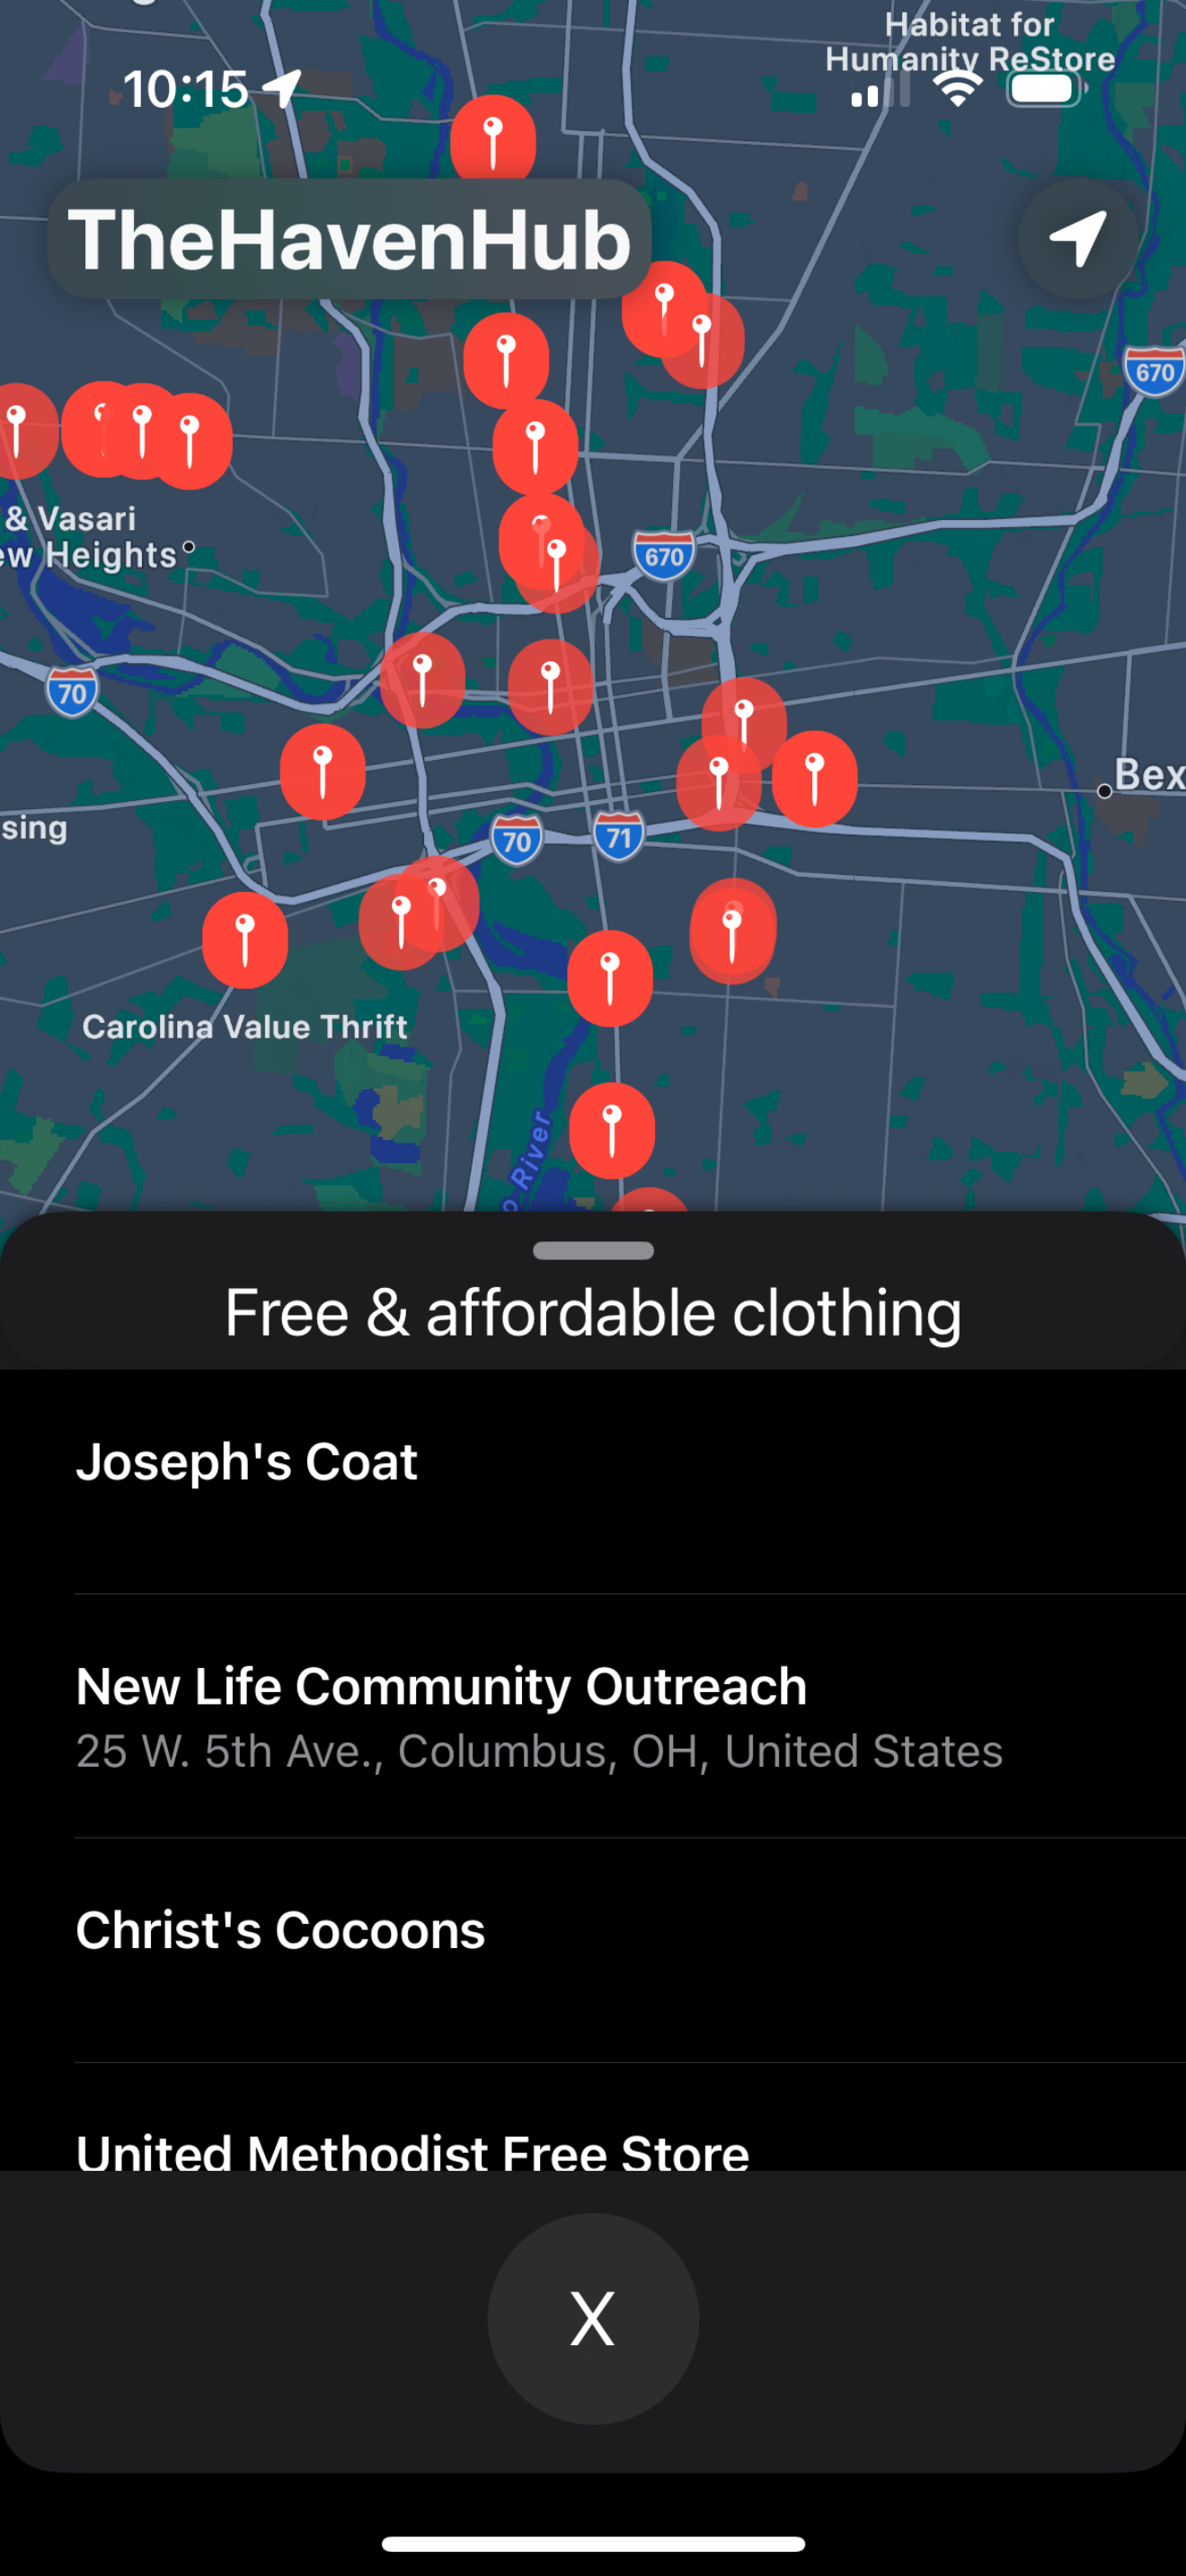 Habitat for
Humanity ReStore
10:15
TheHavenHub
670
& Vasari
ew Heights
670
70
Bex
sing
70
71
Carolina Value Thrift
o River
Free & affordable clothing
Joseph's Coat
New Life Community Outreach
25 W. 5th Ave., Columbus, OH, United States
Christ's Cocoons
United Methodist Free Store
X